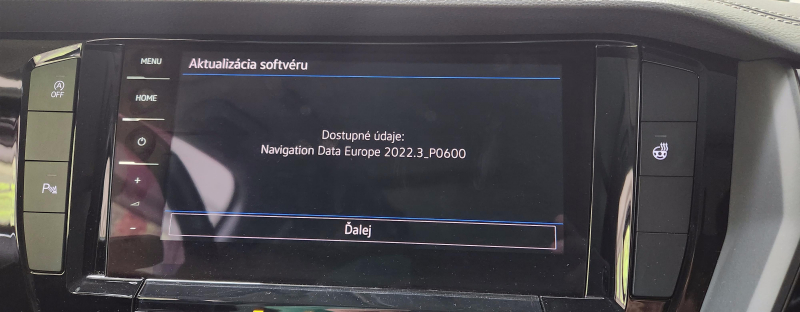 MENU
Aktualizácia softvéru
HOME
Dostupné údaje:
Navigation Data Europe 2022.3_P0600
+
-
Ďalej
A
OFF
P